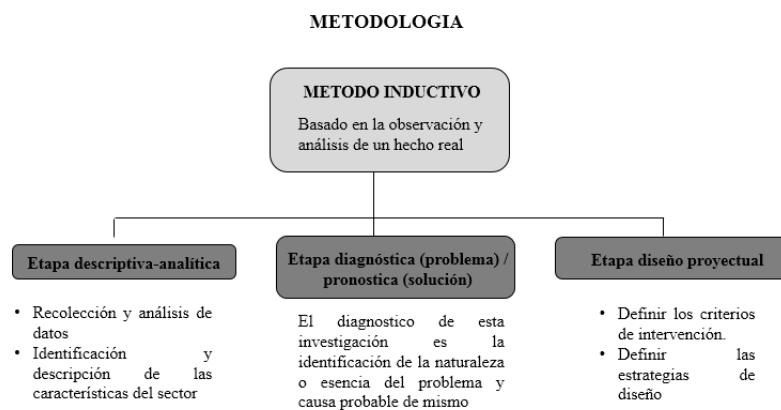 METODOLOGIA
METODO INDUCTIVO
Basado en la observación y
análisis de un hecho real
Etapa descriptiva-analítica
• Recolección y análisis de
datos
• Identificación y
descripción de las
características del sector
Etapa diagnóstica (problema) /
pronostica (solución)
El diagnostico de esta
investigación es la
identificación de la naturaleza
o esencia del problema y
causa probable de mismo
Etapa diseño proyectual
• Definir los criterios
de intervención.
• Definir las
estrategias de
diseño